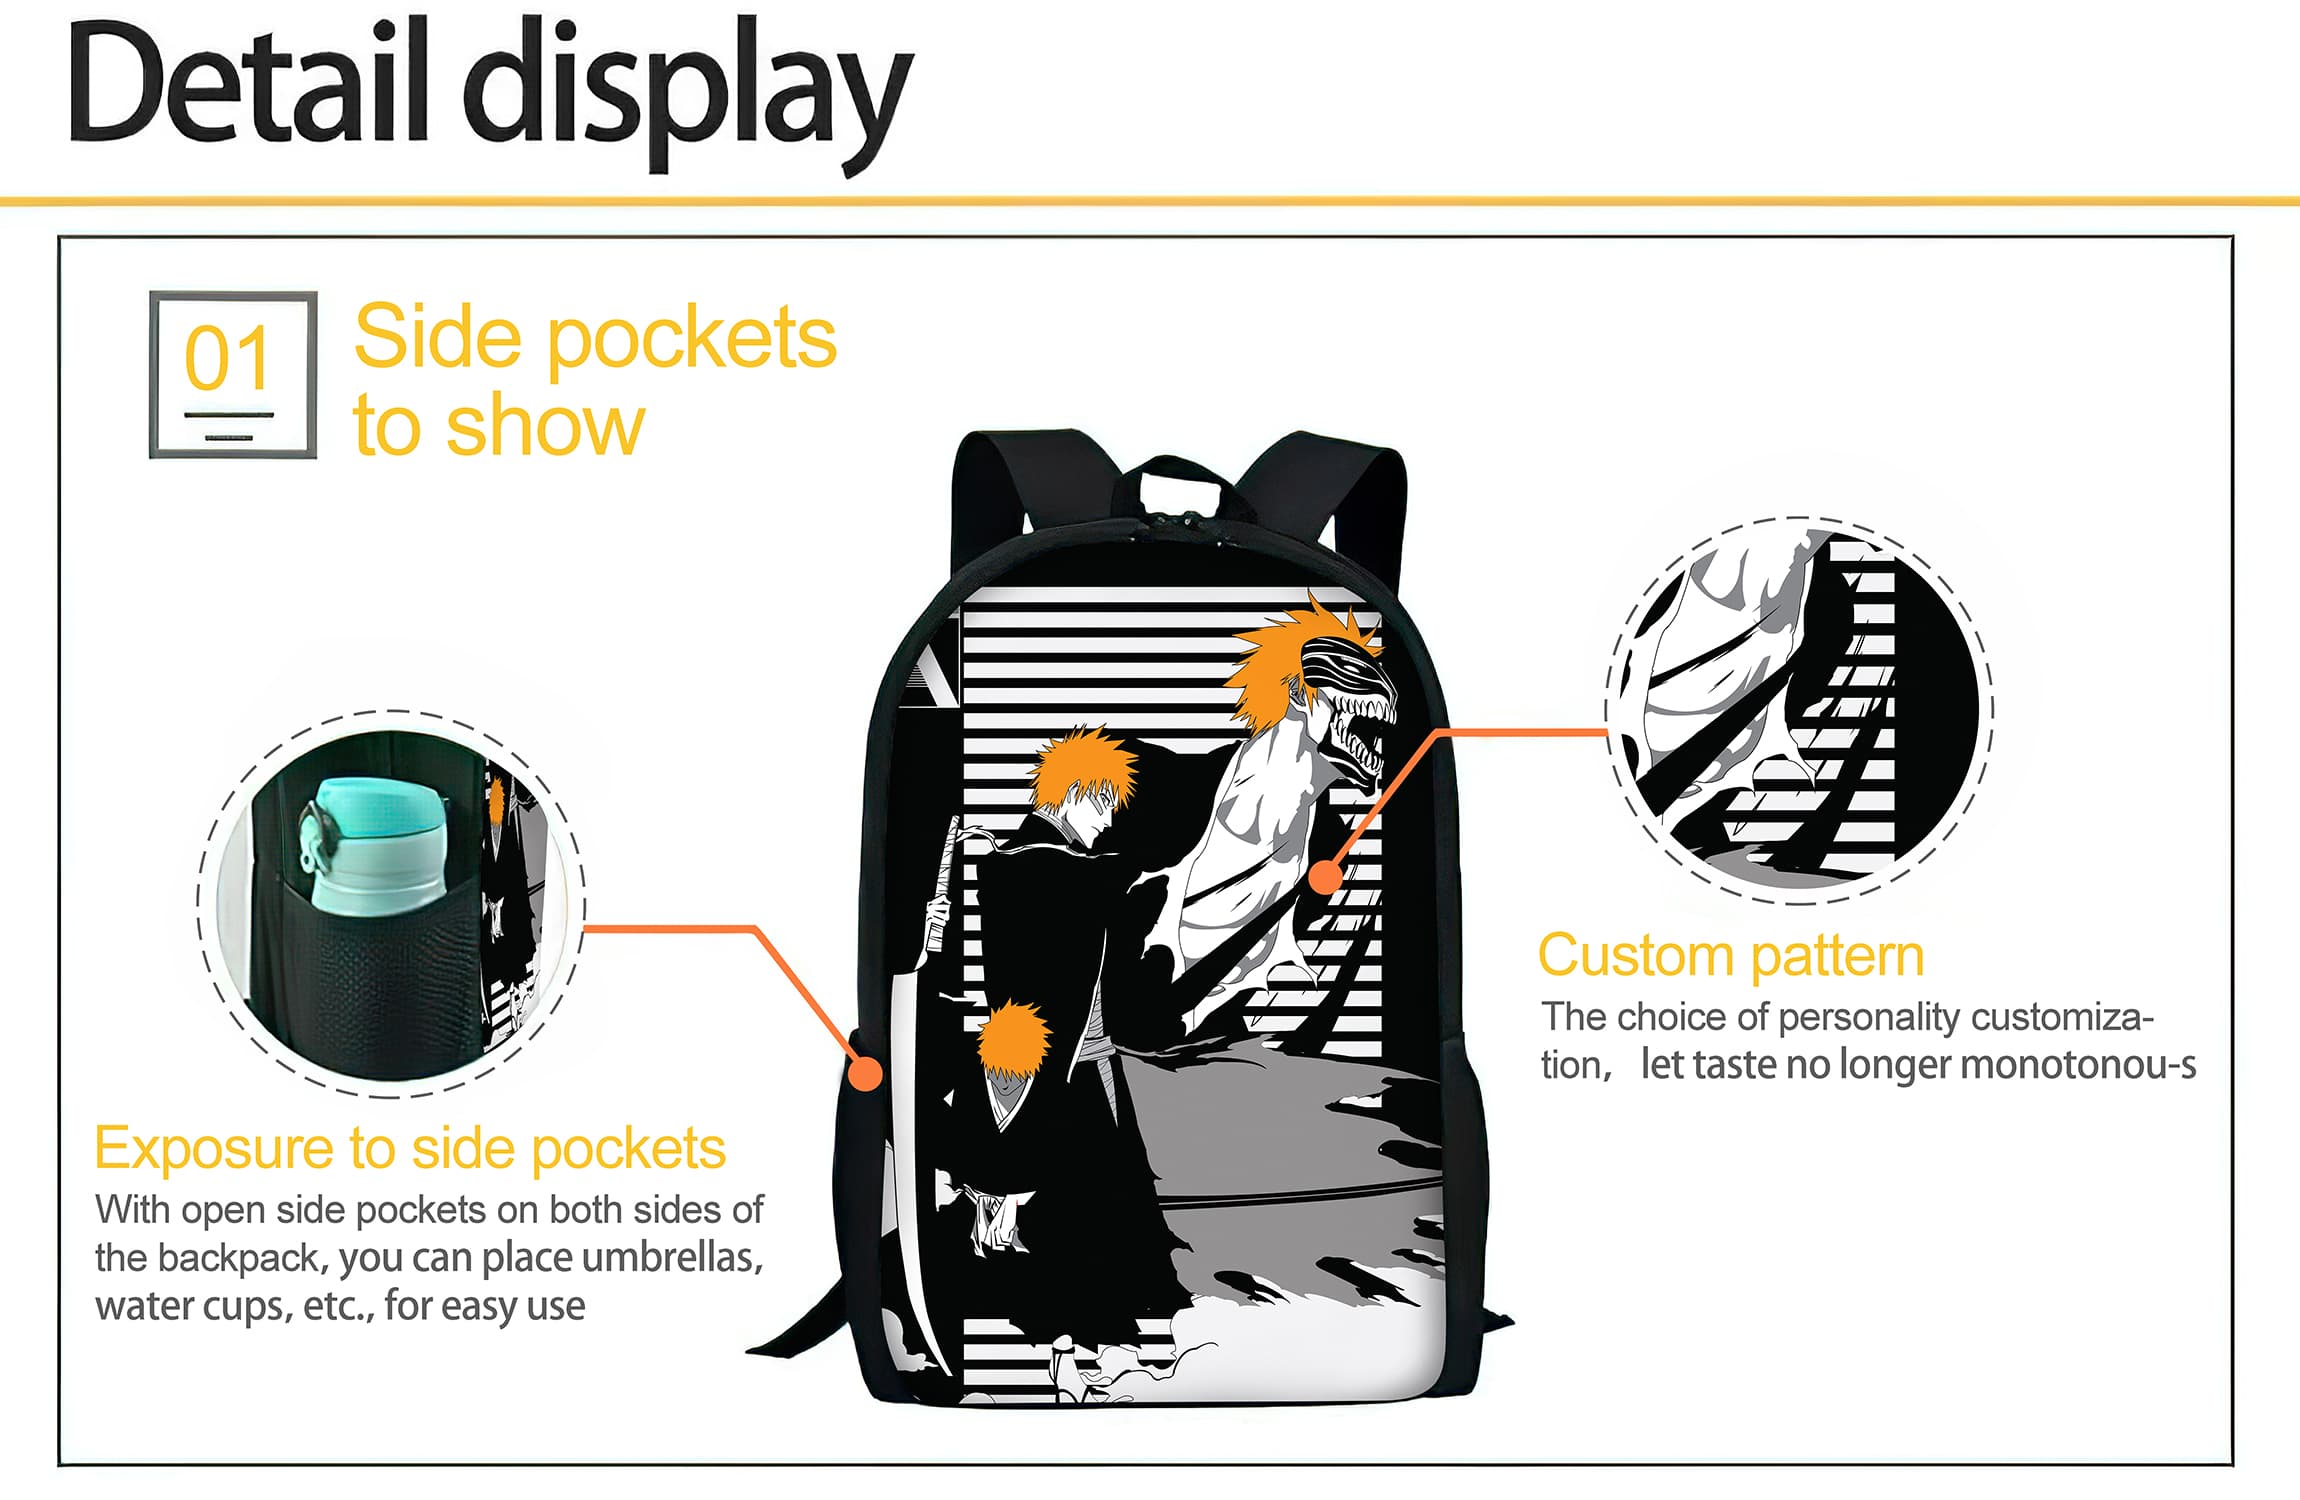 Detail display
01
Side pockets
to show
Exposure to side pockets
With open side pockets on both sides of
the backpack, you can place umbrellas,
water cups, etc., for easy use
Custom pattern
The choice of personality customiza-
tion, let taste no longer monotonou-s